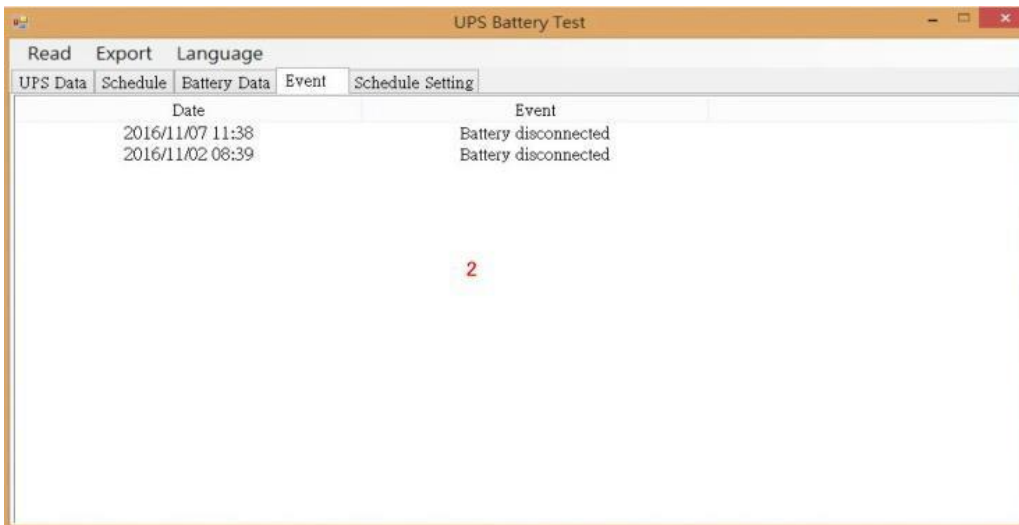 UPS Battery Test
Read Export Language
UPS Data Schedule Battery Data Event Schedule Setting
Date Event
2016/11/07 11:38 Battery disconnected
2016/11/02 08:39 Battery disconnected
2